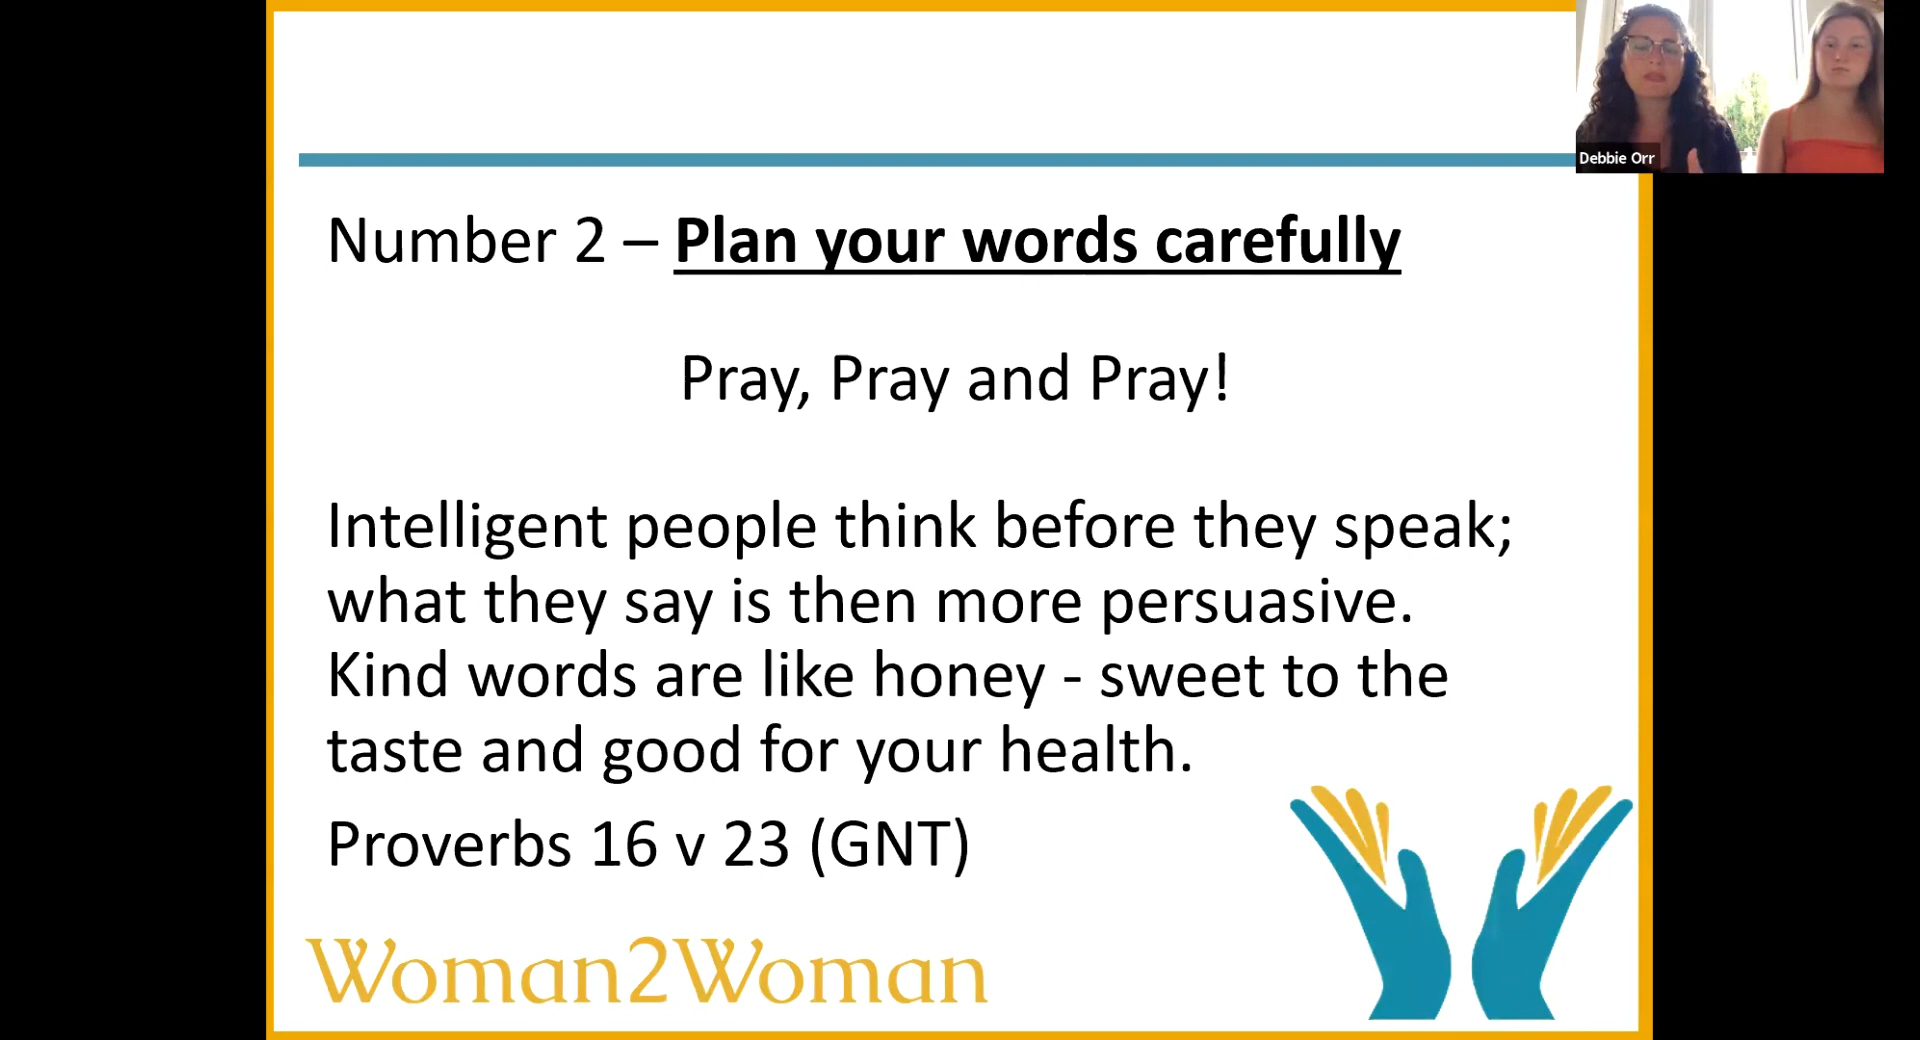 Debbie Orr
Number 2 – Plan your words carefully
Pray, Pray and Pray!
Intelligent people think before they speak;
what they say is then more persuasive.
Kind words are like honey - sweet to the
taste and good for your health.
Proverbs 16 v 23 (GNT)
Woman2Woman